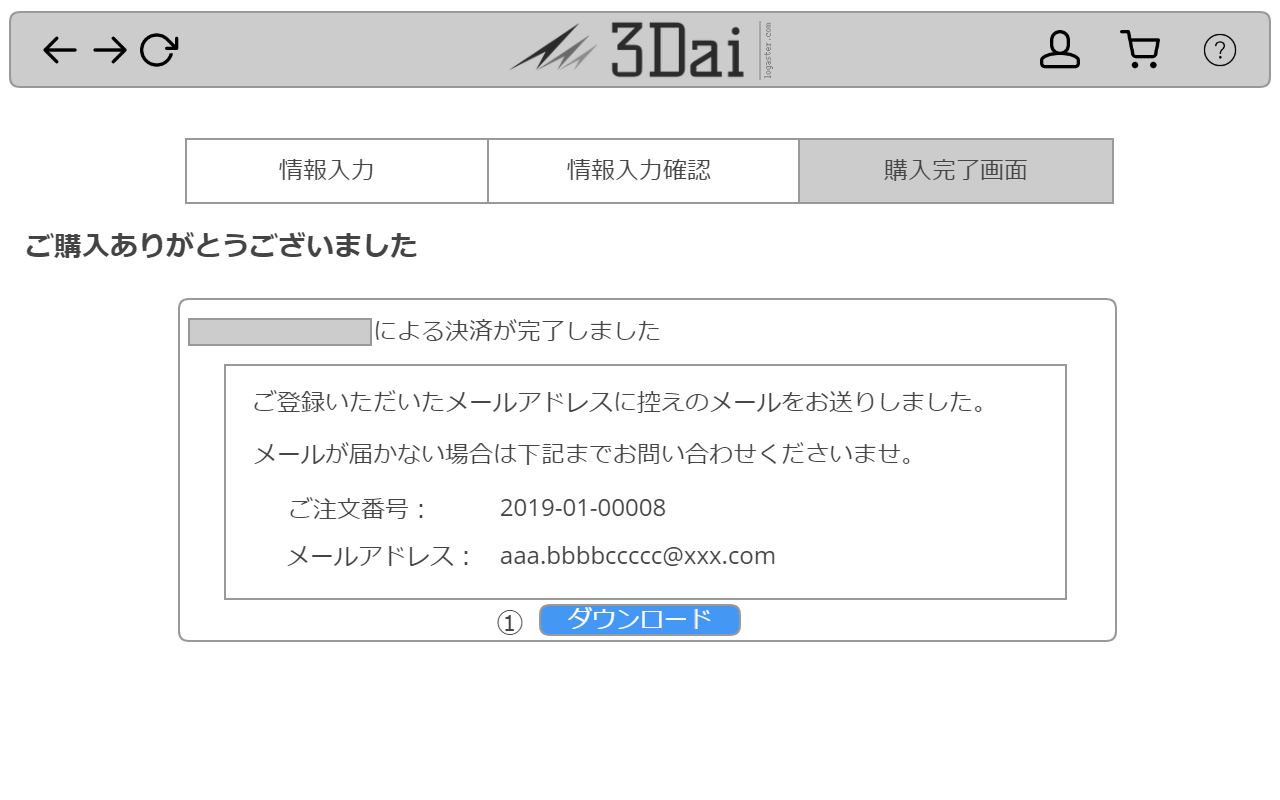 3Dai
logaster.com
?
情報入力
情報入力確認
購入完了画面
ご購入ありがとうございました
による決済が完了しました
ご登録いただいたメールアドレスに控えのメールをお送りしました。
メールが届かない場合は下記までお問い合わせくださいませ。
ご注文番号： 2019-01-00008
メールアドレス： aaa.bbbbccccc@xxx.com
① ダウンロード